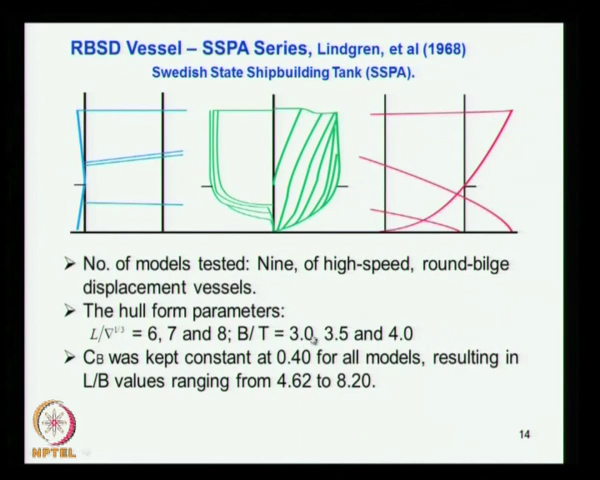 RBSD Vessel – SSPA Series, Lindgren, et al (1968)
Swedish State Shipbuilding Tank (SSPA).
➢ No. of models tested: Nine, of high-speed, round-bilge
displacement vessels.
➢ The hull form parameters:
L/∇^1/3 = 6, 7 and 8; B/ T = 3.0, 3.5 and 4.0
➢ CB was kept constant at 0.40 for all models, resulting in
L/B values ranging from 4.62 to 8.20.
NPTEL
14